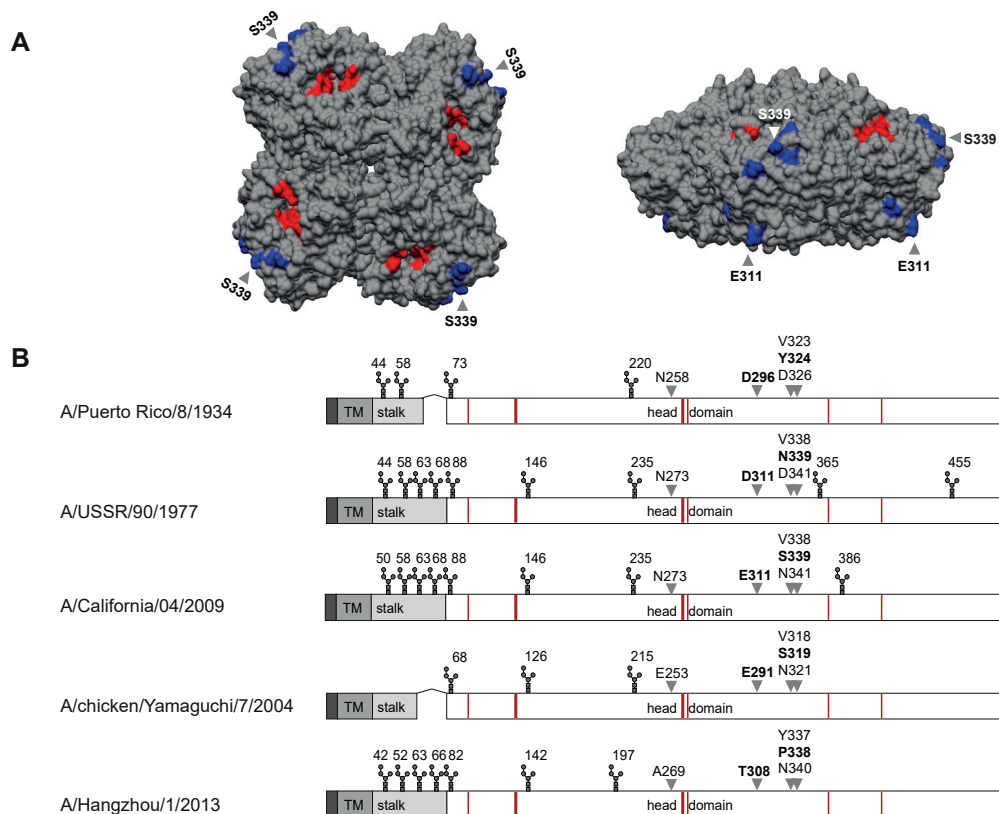 A
S339
S339
S339
S339
S339
S339
E311
E311
B
V323
Y324
44 58 73 220 N258 D296 D326
A/Puerto Rico/8/1934 TM stalk head domain
V338
N339
44 58 63 68 88 146 235 N273 D311 D341 365 455
A/USSR/90/1977 TM stalk head domain
V338
S339
50 58 63 68 88 146 235 N273 E311 N341 386
A/California/04/2009 TM stalk head domain
V318
S319
68 126 215 E253 E291 N321
A/chicken/Yamaguchi/7/2004 TM stalk head domain
Y337
P338
42 52 63 66 82 142 197 A269 T308 N340
A/Hangzhou/1/2013 TM stalk head domain